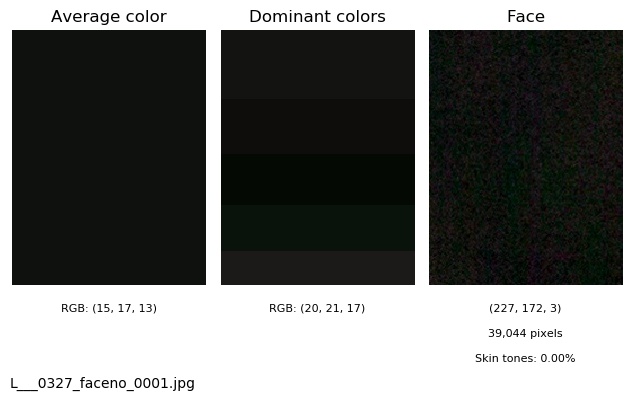 Average color
Dominant colors
Face
RGB: (15, 17, 13)
RGB: (20, 21, 17)
(227, 172, 3)
39,044 pixels
Skin tones: 0.00%
L___0327_faceno_0001.jpg